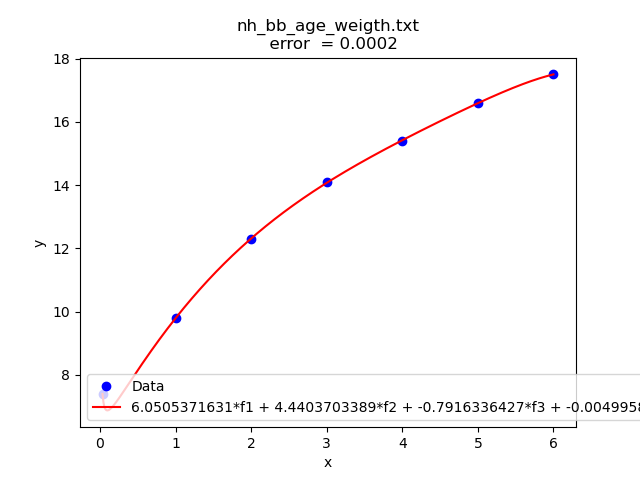 nh_bb_age_weigth.txt
error = 0.0002
18
16
14
12
10
8
y
Data
6.0505371631*f1 + 4.4403703389*f2 + -0.7916336427*f3 + -0.0049958
0 1 2 3 4 5 6
x